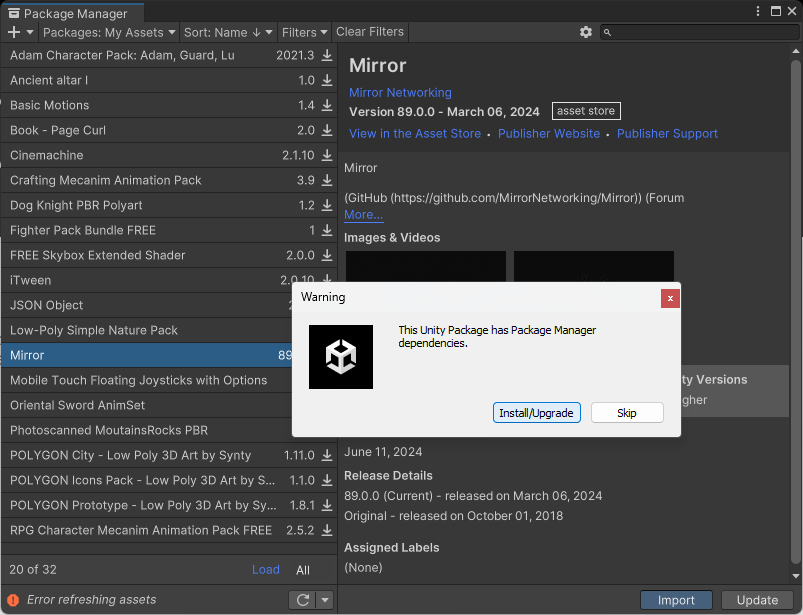 Package Manager
Packages: My Assets Sort: Name ↓ Filters Clear Filters
Adam Character Pack: Adam, Guard, Lu 2021.3
Ancient altar I 1.0
Basic Motions 1.4
Book - Page Curl 2.0
Cinemachine 2.1.10
Crafting Mecanim Animation Pack 3.9
Dog Knight PBR Polyart 1.2
Fighter Pack Bundle FREE 1
FREE Skybox Extended Shader 2.0.0
iTween 2.0.10
JSON Object 2
Low-Poly Simple Nature Pack
Mirror 89
Mobile Touch Floating Joysticks with Options
Oriental Sword AnimSet
Photoscanned MoutainsRocks PBR
POLYGON City - Low Poly 3D Art by Synty 1.11.0
POLYGON Icons Pack - Low Poly 3D Art by S... 1.1.0
POLYGON Prototype - Low Poly 3D Art by Sy... 1.8.1
RPG Character Mecanim Animation Pack FREE 2.5.2
20 of 32 Load All
Error refreshing assets
Mirror
Mirror Networking
Version 89.0.0 - March 06, 2024 asset store
View in the Asset Store • Publisher Website • Publisher Support
Mirror
(GitHub (https://github.com/MirrorNetworking/Mirror)) (Forum
More...
Images & Videos
Warning
x
This Unity Package has Package Manager
dependencies.
Install/Upgrade Skip
ty Versions
gher
June 11, 2024
Release Details
89.0.0 (Current) - released on March 06, 2024
Original - released on October 01, 2018
Assigned Labels
(None)
Import Update